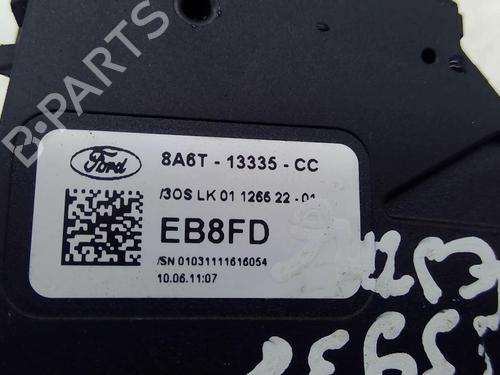 B-PARTS
Ford
8A6T - 13335 - CC
/3OS LK 01 1266 22 - 01
EB8FD
/SN 01031111616054
10.06.11:07